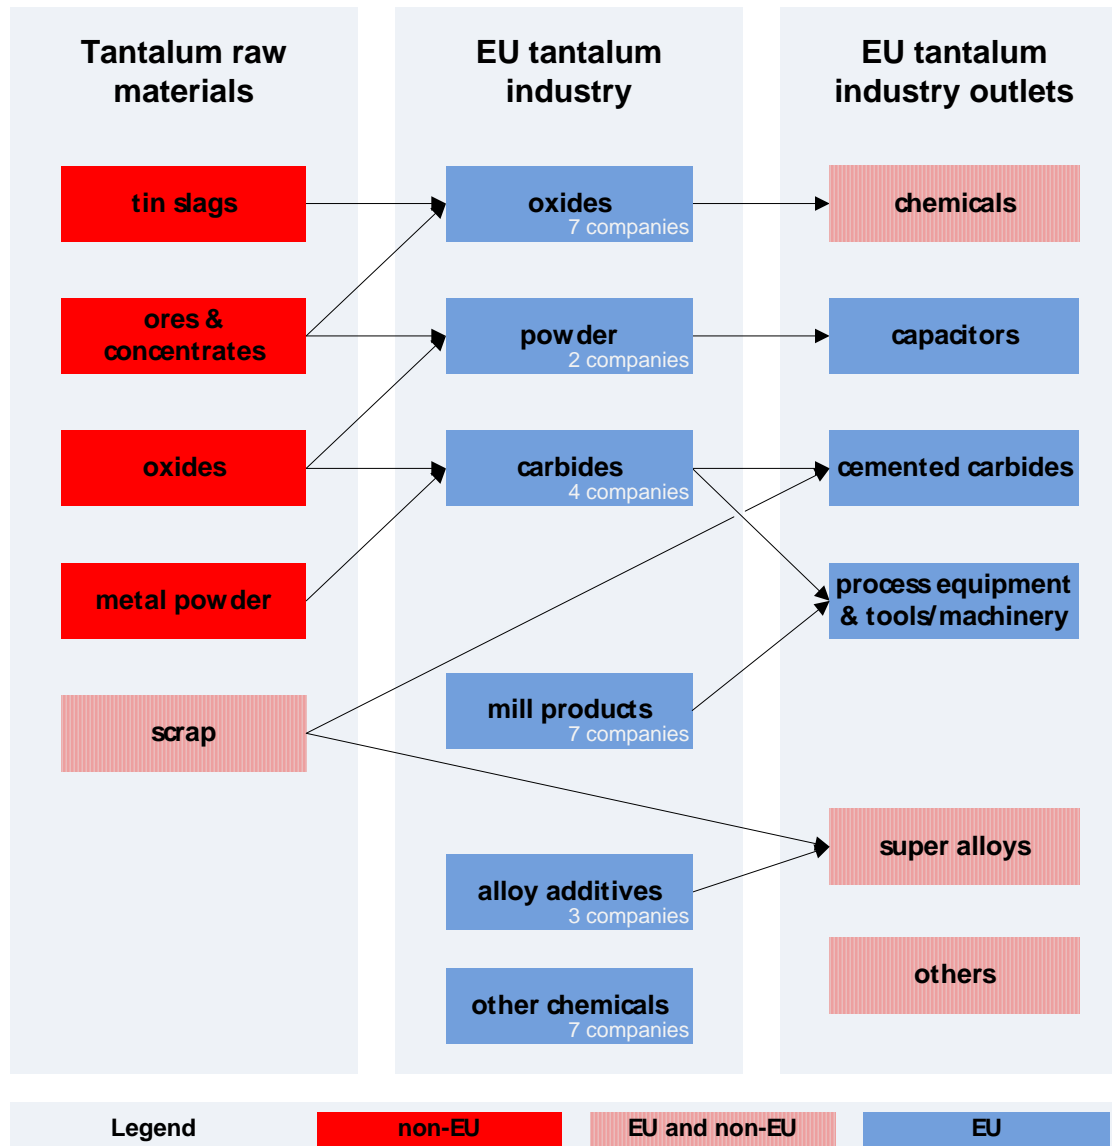 Tantalum raw
materials
tin slags
ores &
concentrates
oxides
metal powder
scrap
EU tantalum
industry
oxides
7 companies
powder
2 companies
carbides
4 companies
mill products
7 companies
alloy additives
3 companies
other chemicals
7 companies
EU tantalum
industry outlets
chemicals
capacitors
cemented carbides
process equipment
& tools/machinery
super alloys
others
Legend
non-EU
EU and non-EU
EU